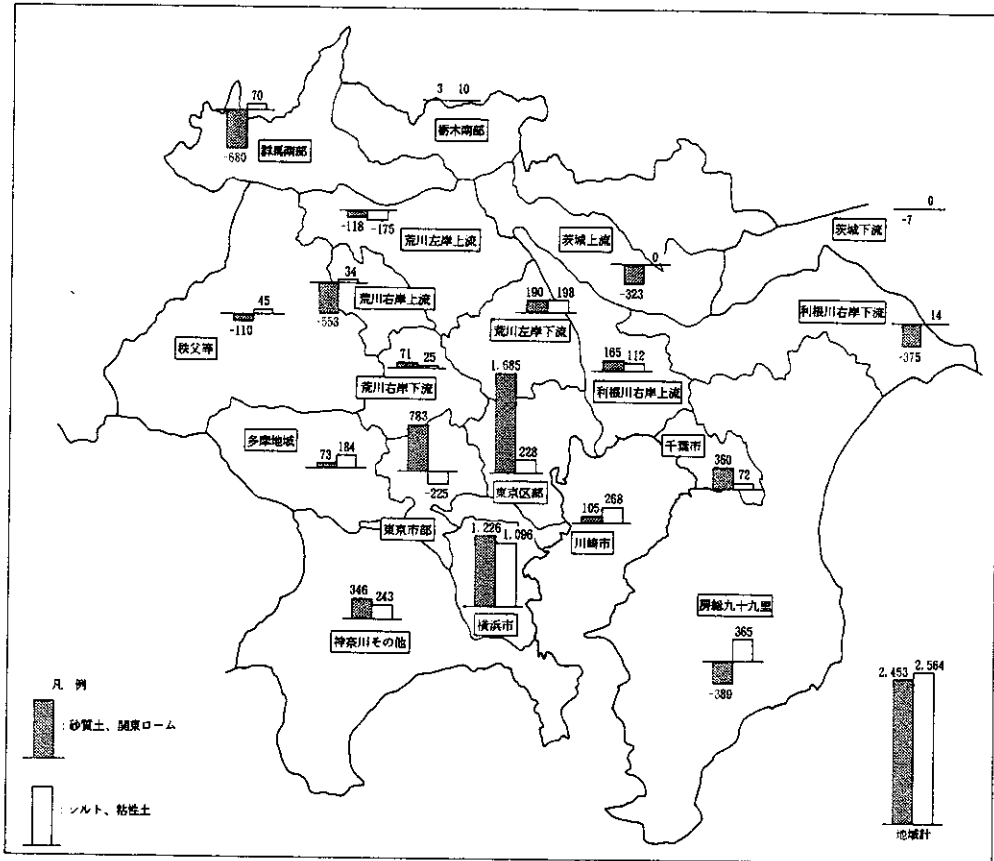 3 10
栃木南部
70
-680
群馬南部
-118 -175
荒川左岸上流
茨城上流
0
-323
0
-7
茨城下流
34
-553
荒川右岸上流
45
-110
秩父等
190 198
荒川左岸下流
利根川右岸下流
14
-375
71 25
荒川右岸下流
165 112
利根川右岸上流
1,685
228
東京区部
783
-225
東京市部
多摩地域
73 184
千葉市
360
72
105 268
川崎市
1,226 1,096
横浜市
346 243
神奈川その他
房総九十九里
365
-389
凡 例
:砂質土、関東ローム
:シルト、粘性土
2,453 2,564
地域計